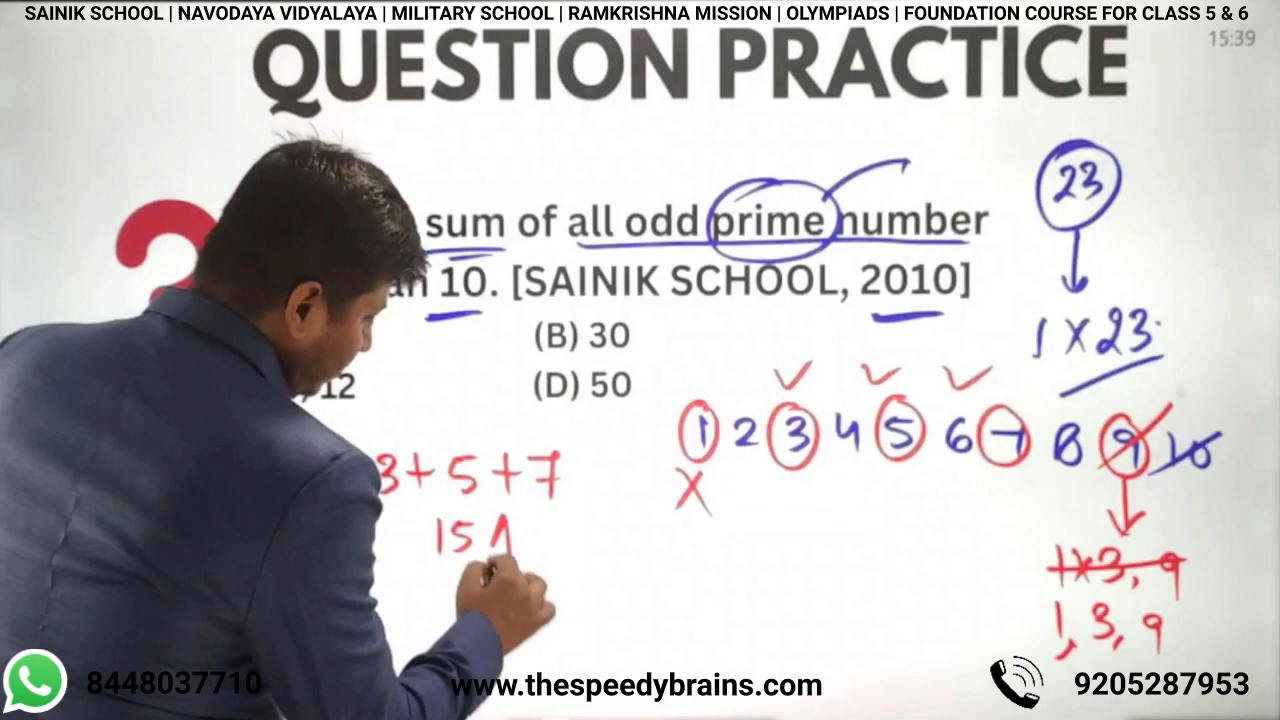 SAINIK SCHOOL | NAVODAYA VIDYALAYA | MILITARY SCHOOL | RAMKRISHNA MISSION | OLYMPIADS | FOUNDATION COURSE FOR CLASS 5 & 6
15:39
QUESTION PRACTICE
23
sum of all odd prime number
10. [SAINIK SCHOOL, 2010]
(B) 30
1 X 23
12
(D) 50
1 2 3 4 5 6 7 8 9 10
3+5+7
X
15 A
1x3, 9
1, 3, 9
8448037710
www.thespeedybrains.com
9205287953